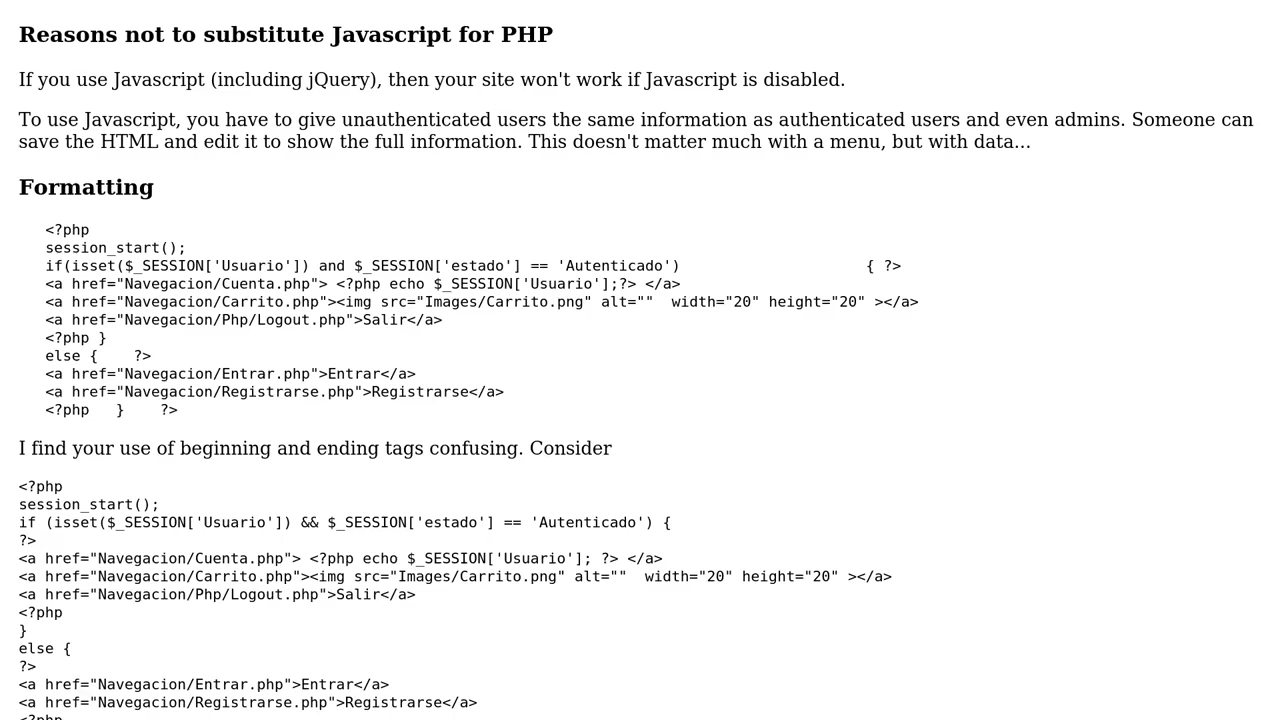 Reasons not to substitute Javascript for PHP
If you use Javascript (including jQuery), then your site won't work if Javascript is disabled.
To use Javascript, you have to give unauthenticated users the same information as authenticated users and even admins. Someone can
save the HTML and edit it to show the full information. This doesn't matter much with a menu, but with data...
Formatting
<?php
session_start();
if(isset($_SESSION['Usuario']) and $_SESSION['estado'] == 'Autenticado')                     { ?>
<a href="Navegacion/Cuenta.php"> <?php echo $_SESSION['Usuario'];?> </a>
<a href="Navegacion/Carrito.php"><img src="Images/Carrito.png" alt=""  width="20" height="20" ></a>
<a href="Navegacion/Php/Logout.php">Salir</a>
<?php }
else {    ?>
<a href="Navegacion/Entrar.php">Entrar</a>
<a href="Navegacion/Registrarse.php">Registrarse</a>
<?php   }    ?>
I find your use of beginning and ending tags confusing. Consider
<?php
session_start();
if (isset($_SESSION['Usuario']) && $_SESSION['estado'] == 'Autenticado') {
?>
<a href="Navegacion/Cuenta.php"> <?php echo $_SESSION['Usuario']; ?> </a>
<a href="Navegacion/Carrito.php"><img src="Images/Carrito.png" alt=""  width="20" height="20" ></a>
<a href="Navegacion/Php/Logout.php">Salir</a>
<?php
}
else {
?>
<a href="Navegacion/Entrar.php">Entrar</a>
<a href="Navegacion/Registrarse.php">Registrarse</a>
<?php